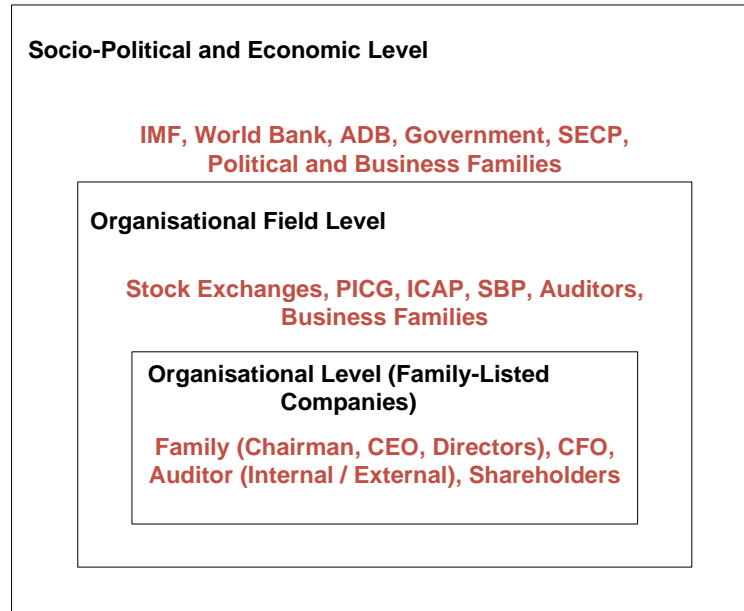 Socio-Political and Economic Level
IMF, World Bank, ADB, Government, SECP,
Political and Business Families
Organisational Field Level
Stock Exchanges, PICG, ICAP, SBP, Auditors,
Business Families
Organisational Level (Family-Listed
Companies)
Family (Chairman, CEO, Directors), CFO,
Auditor (Internal / External), Shareholders